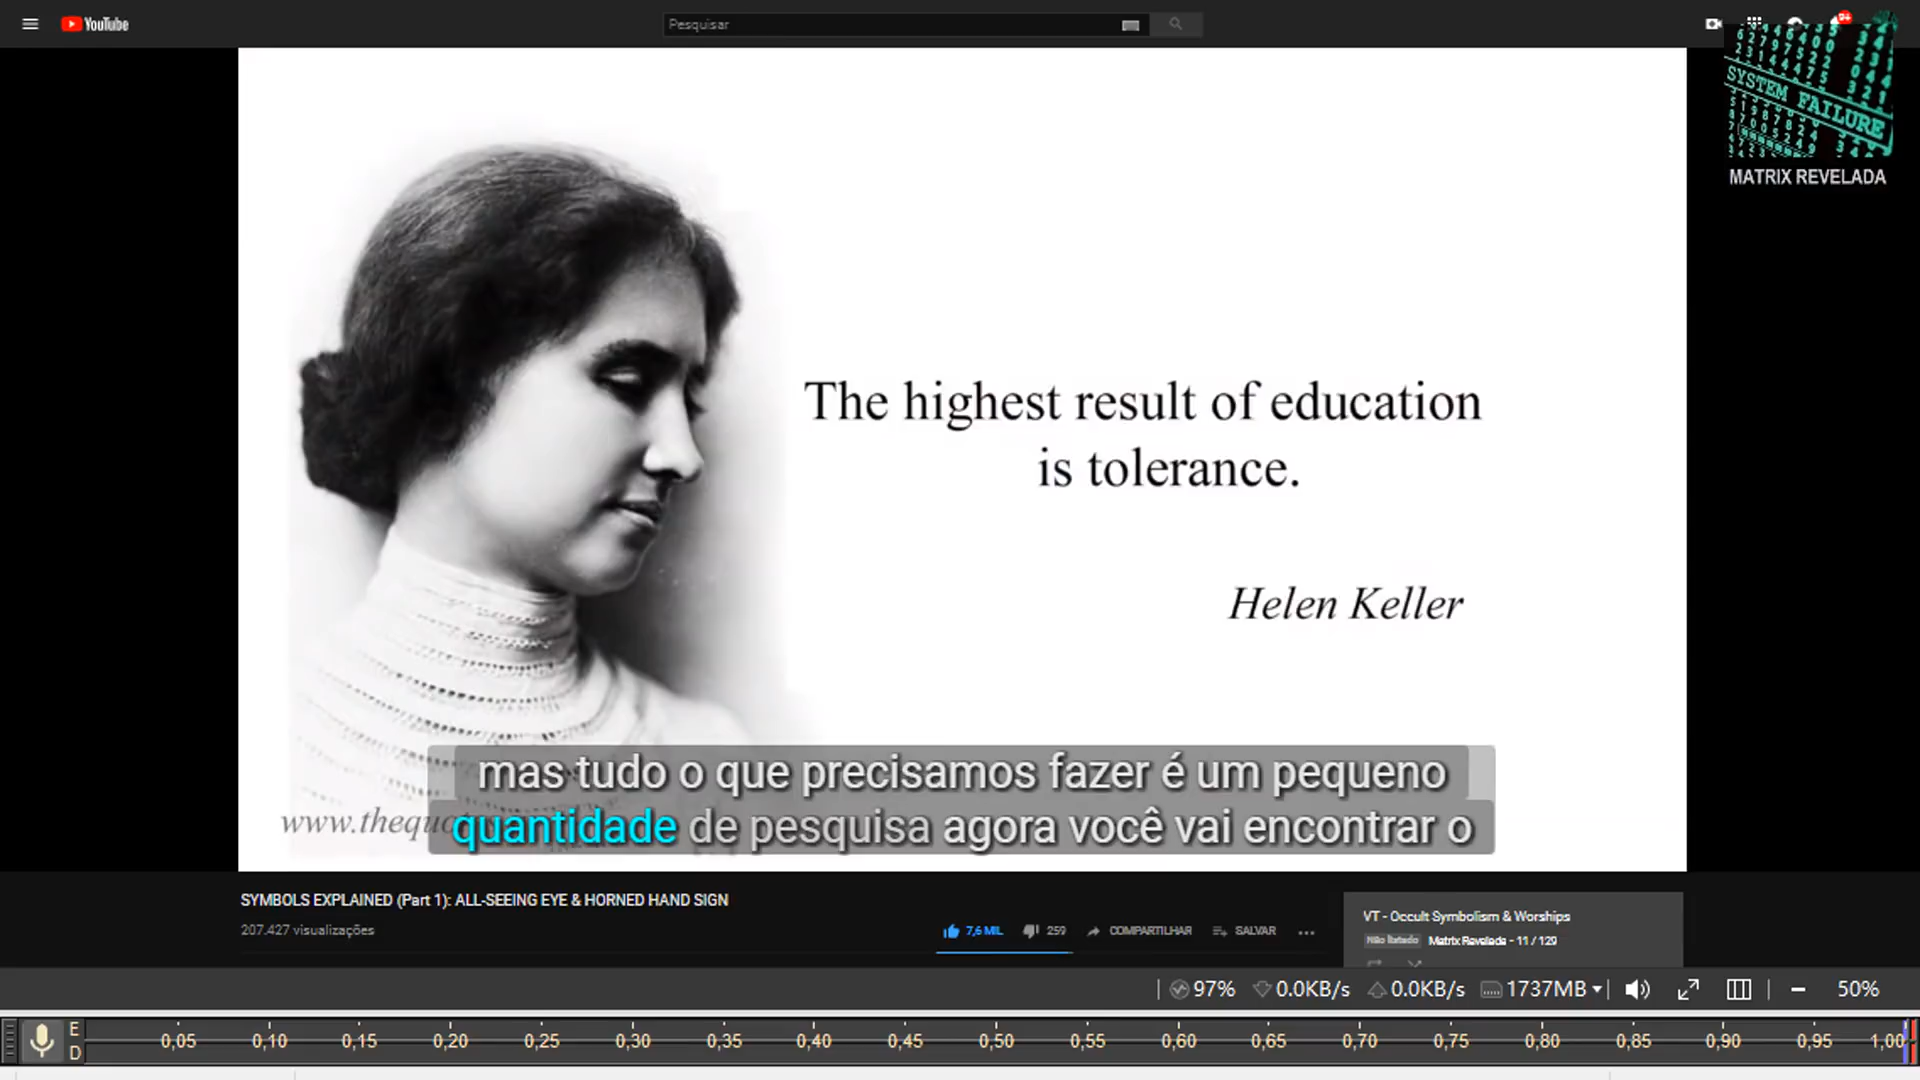 YouTube
Pesquisar
9+
SYSTEM FAILURE
MATRIX REVELADA
The highest result of education
is tolerance.
Helen Keller
mas tudo o que precisamos fazer é um pequeno
www.thequo
quantidade de pesquisa agora você vai encontrar o
SYMBOLS EXPLAINED (Part 1): ALL-SEEING EYE & HORNED HAND SIGN
207.427 visualizações
7,6 MIL 259 COMPARTILHAR SALVAR ...
VT - Occult Symbolism & Worships
Não listado Matrix Revelada - 11 / 129
97% 0.0KB/s 0.0KB/s 1737MB 50%
E
D
0,05 0,10 0,15 0,20 0,25 0,30 0,35 0,40 0,45 0,50 0,55 0,60 0,65 0,70 0,75 0,80 0,85 0,90 0,95 1,00